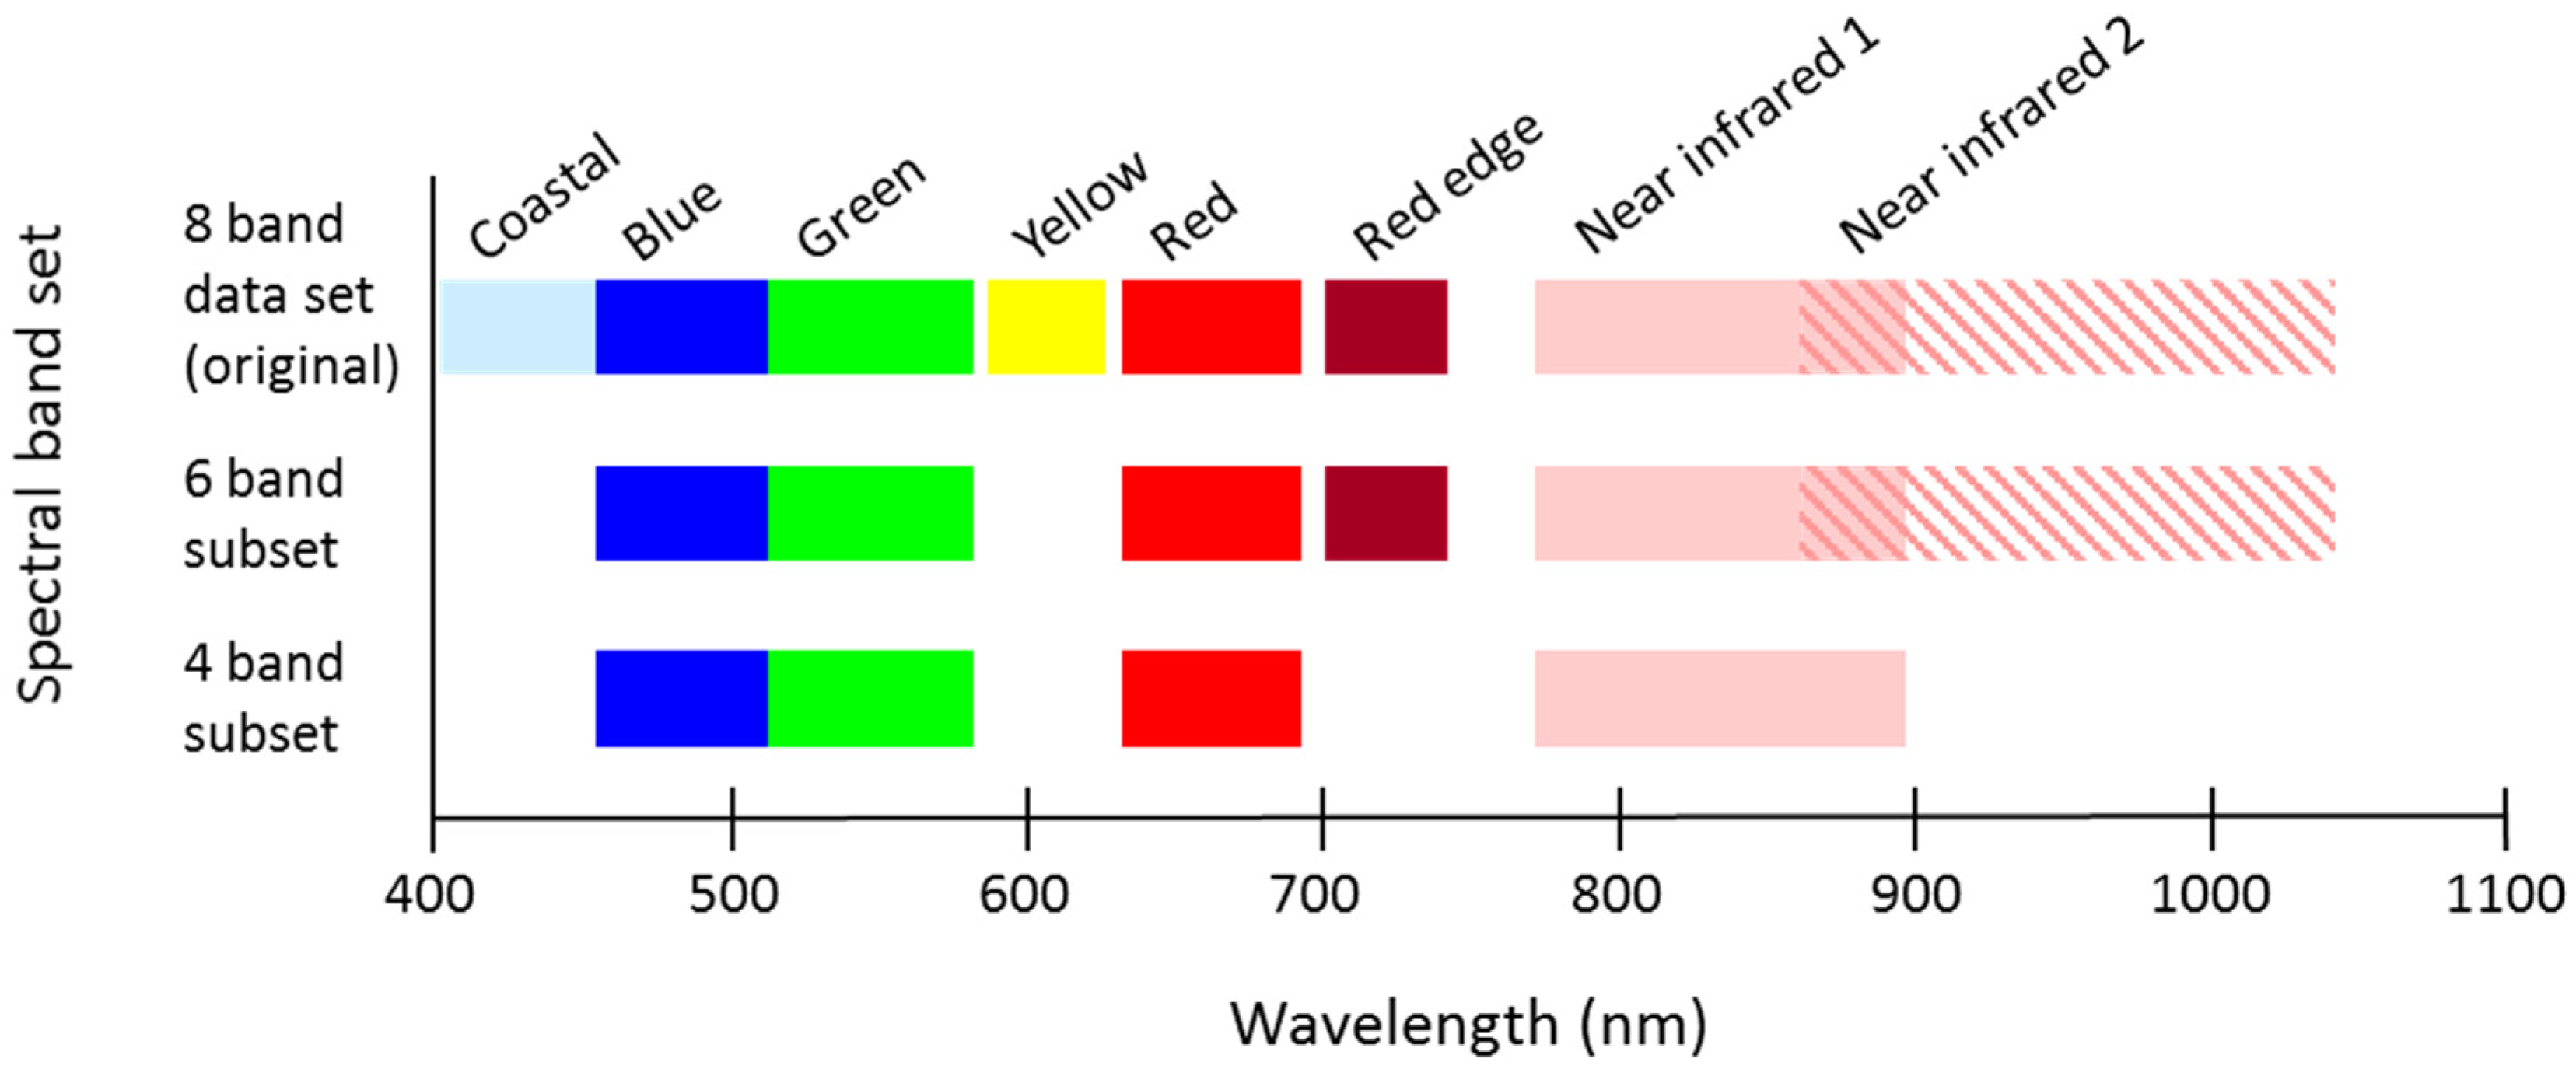 Spectral band set
8 band
data set
(original)
6 band
subset
4 band
subset
Coastal
Blue
Green
Yellow
Red
Red edge
Near infrared 1
Near infrared 2
400
500
600
700
800
900
1000
1100
Wavelength (nm)